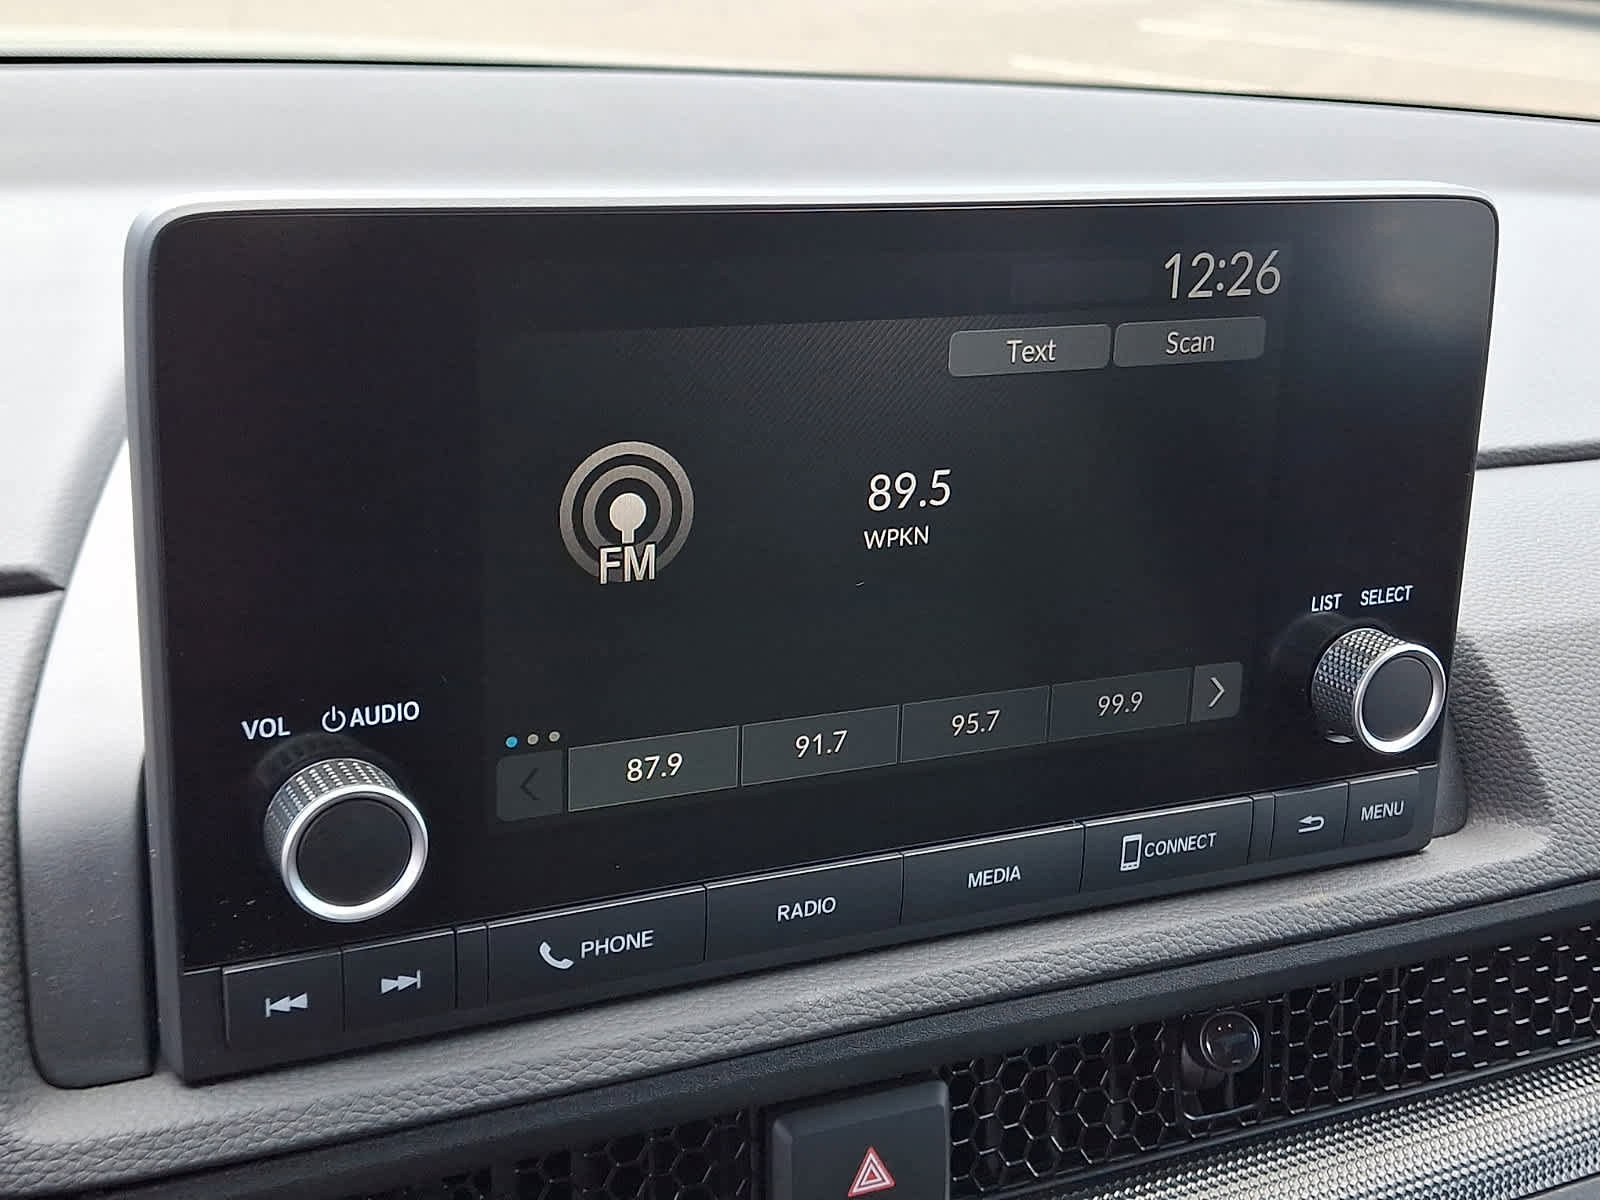 12:26
Text Scan
89.5
WPKN
FM
LIST SELECT
VOL AUDIO
87.9 91.7 95.7 99.9
PHONE RADIO MEDIA CONNECT MENU